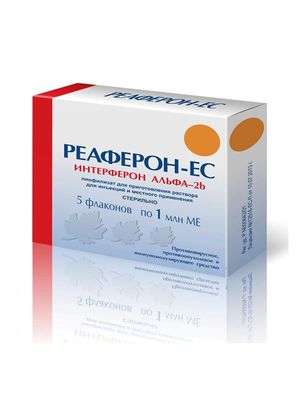 РЕАФЕРОН-ЕС
ИНТЕРФЕРОН АЛЬФА-2b
лиофилизат для приготовления раствора
для инъекций и местного применения
СТЕРИЛЬНО
5 флаконов по 1 млн МЕ
Противовирусное,
противоопухолевое и
иммуномодулирующее средство